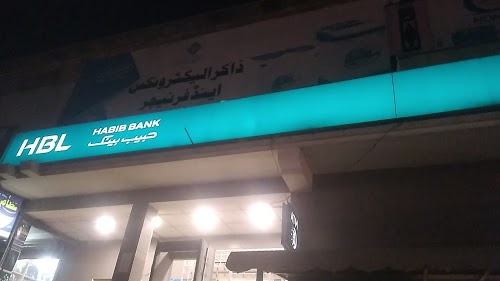 ذاکر الیکٹرونکس
اینڈ فرنیچر
HBL
HABIB BANK
حبیب بینک